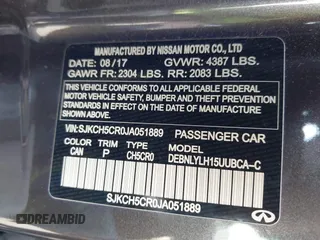 MANUFACTURED BY NISSAN MOTOR CO., LTD
DATE 08/17 GVWR: 4387 LBS.
GAWR FR: 2304 LBS. RR: 2083 LBS.
THIS VEHICLE CONFORMS TO ALL APPLICABLE
FEDERAL MOTOR VEHICLE SAFETY, BUMPER,
AND THEFT PREVENTION STANDARDS IN EFFECT
ON THE DATE OF MANUFACTURE SHOWN ABOVE.
VIN:SJKCH5CR0JA051889 PASSENGER CAR
COLOR TRIM TYPE MODEL
CAN P CH5CR0 DEBNLYLH15UUBCA-C
SJKCH5CR0JA051889
INFINITI
DREAMBID